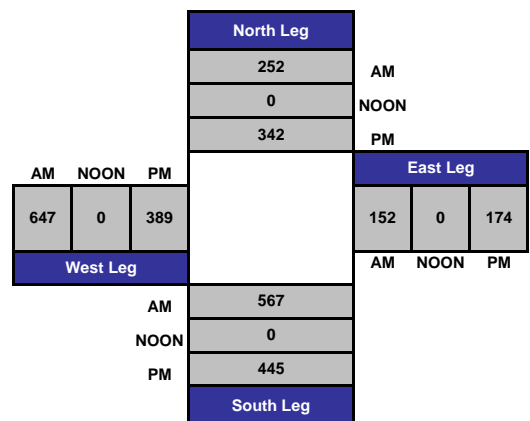 North Leg
252 AM
0 NOON
342 PM
AM NOON PM
East Leg
647 0 389
152 0 174
West Leg
AM NOON PM
AM 567
NOON 0
PM 445
South Leg